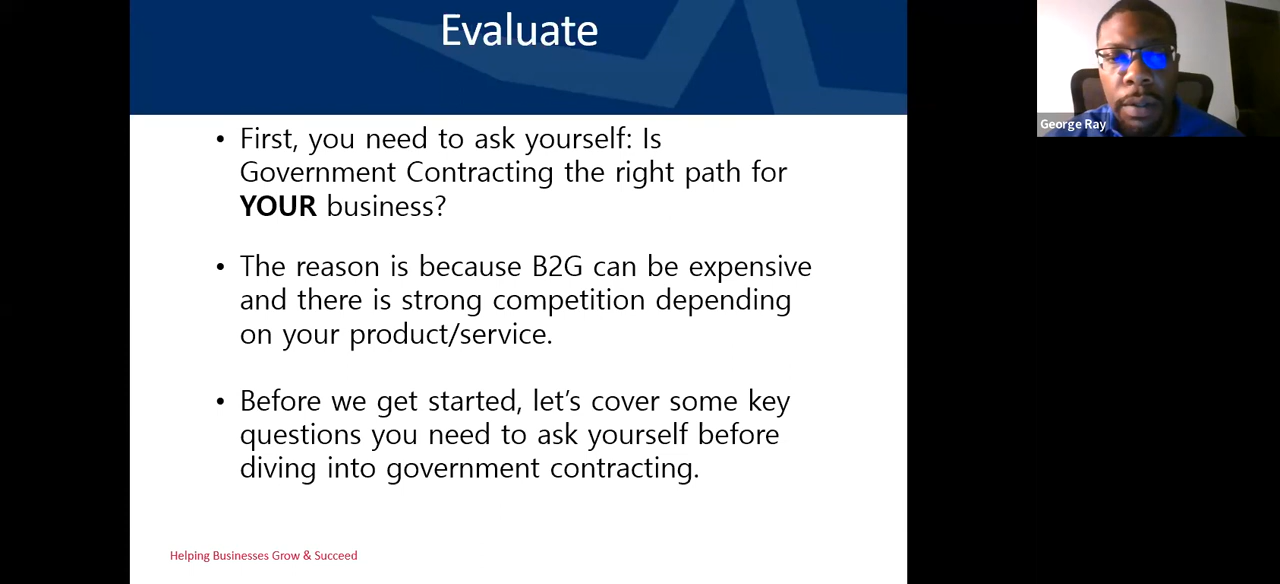 Evaluate
• First, you need to ask yourself: Is
Government Contracting the right path for
YOUR business?
• The reason is because B2G can be expensive
and there is strong competition depending
on your product/service.
• Before we get started, let’s cover some key
questions you need to ask yourself before
diving into government contracting.
Helping Businesses Grow & Succeed
George Ray